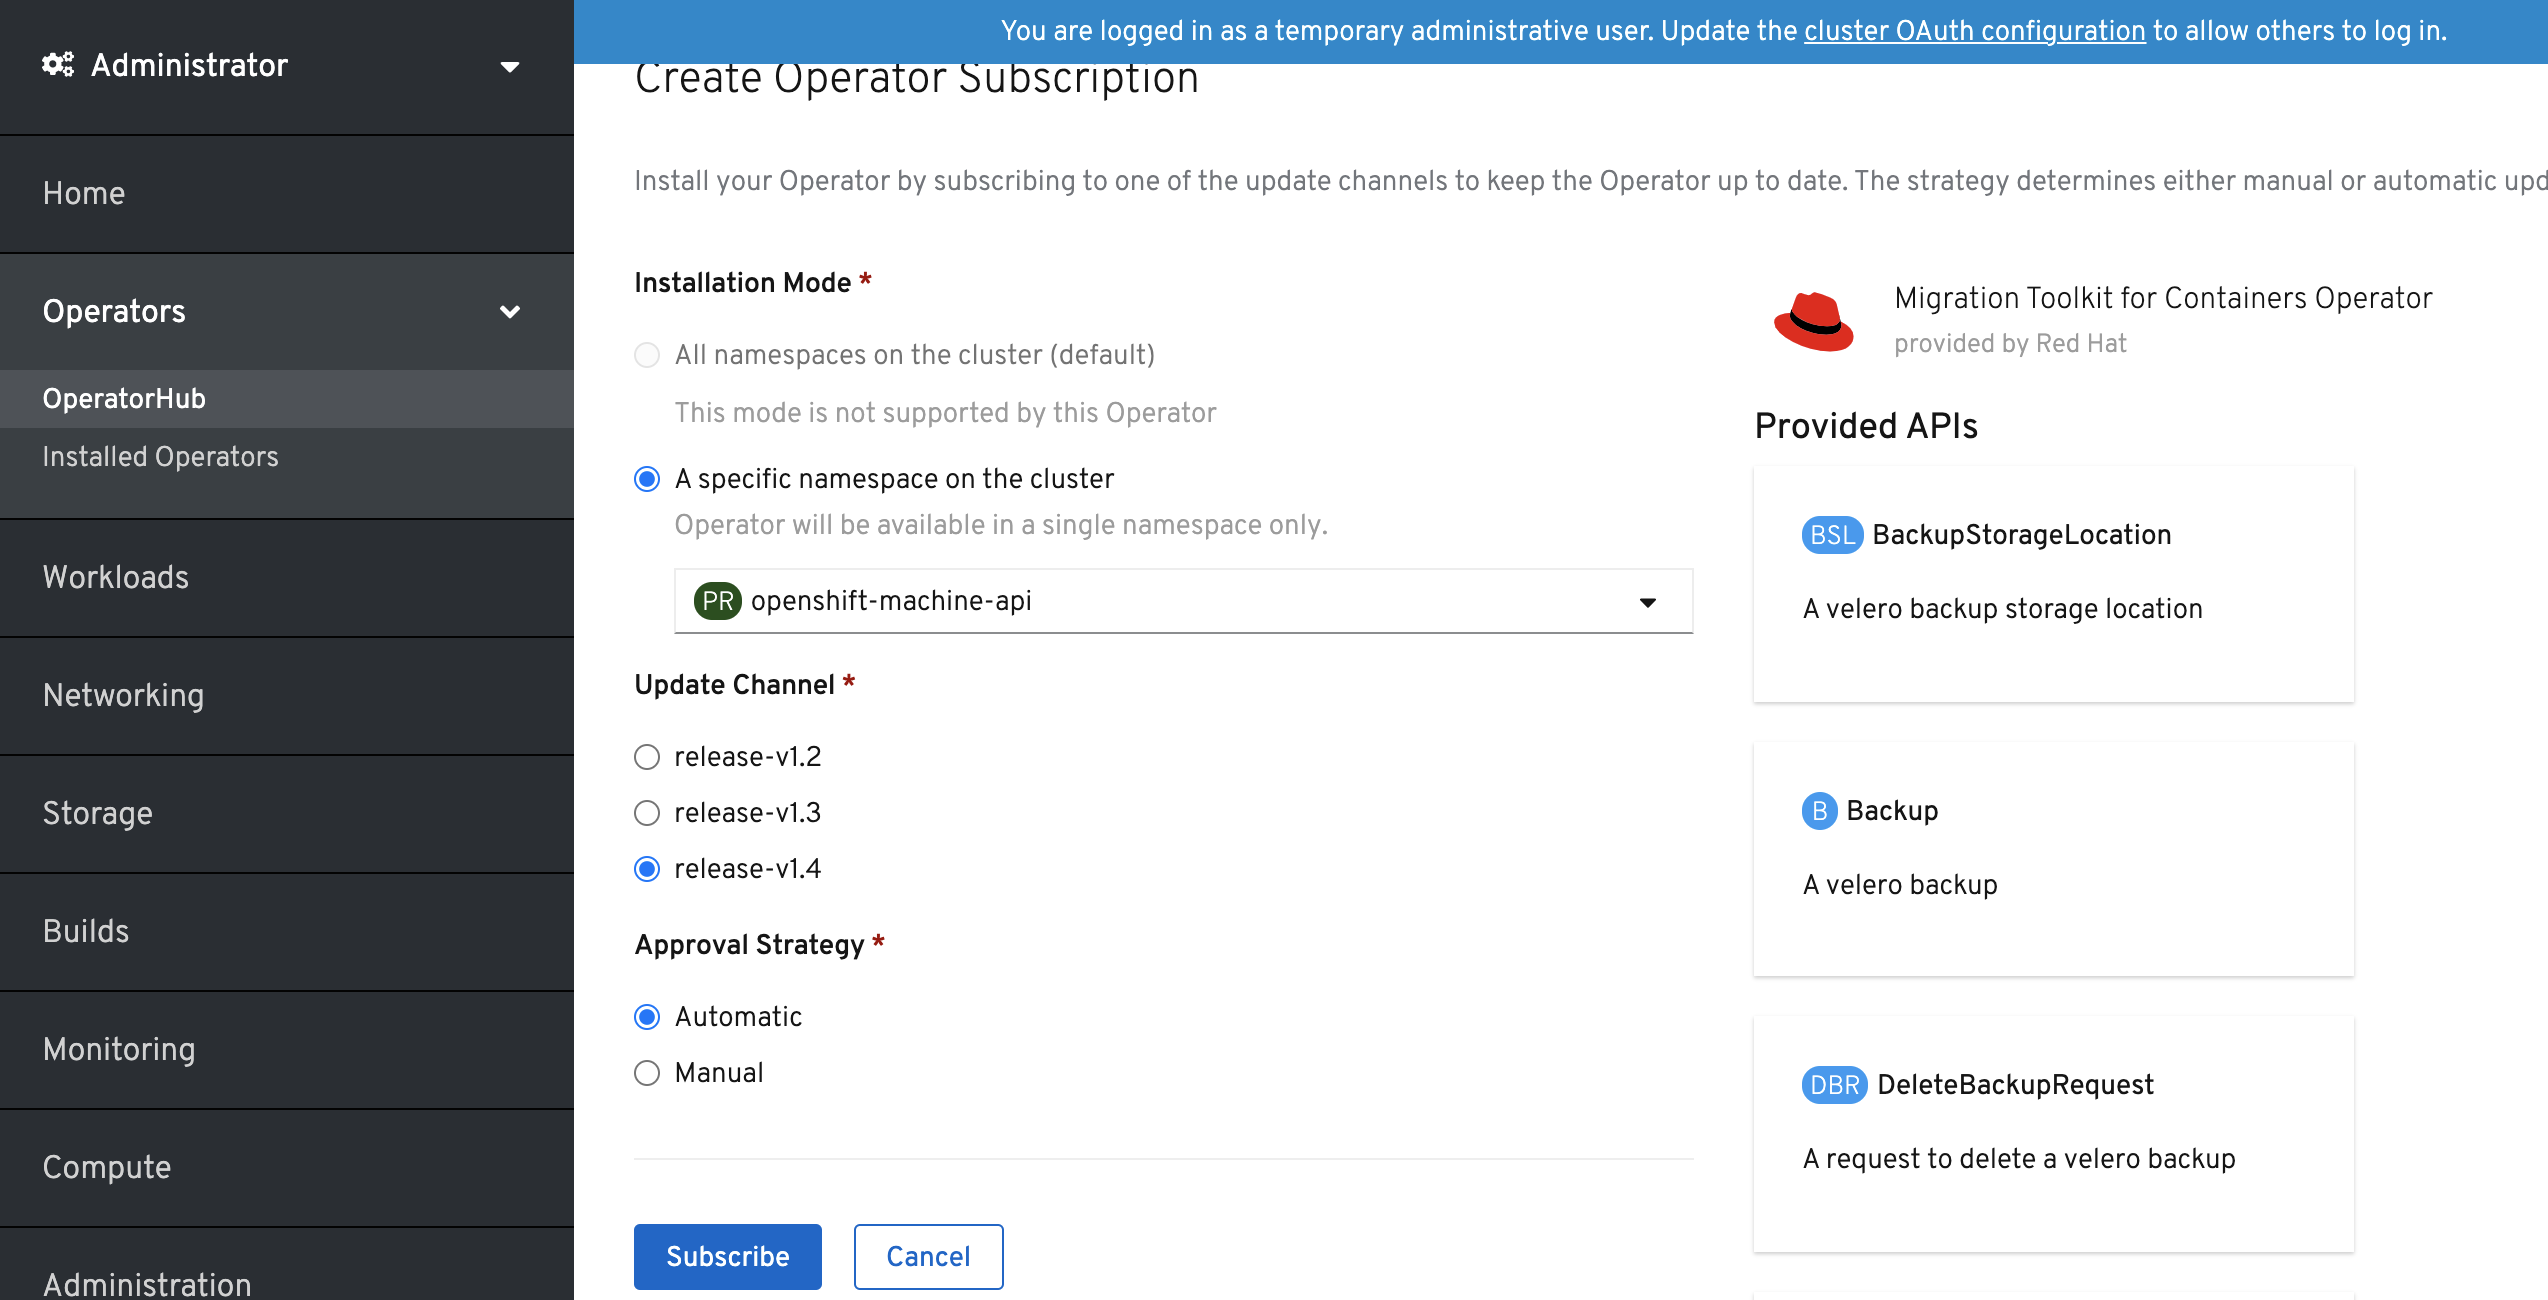 You are logged in as a temporary administrative user. Update the cluster OAuth configuration to allow others to log in.
Administrator
Home
Operators
OperatorHub
Installed Operators
Workloads
Networking
Storage
Builds
Monitoring
Compute
Administration
Create Operator Subscription
Install your Operator by subscribing to one of the update channels to keep the Operator up to date. The strategy determines either manual or automatic upd
Installation Mode *
All namespaces on the cluster (default)
This mode is not supported by this Operator
A specific namespace on the cluster
Operator will be available in a single namespace only.
PR openshift-machine-api
Update Channel *
release-v1.2
release-v1.3
release-v1.4
Approval Strategy *
Automatic
Manual
Subscribe
Cancel
Migration Toolkit for Containers Operator
provided by Red Hat
Provided APIs
BSL BackupStorageLocation
A velero backup storage location
B Backup
A velero backup
DBR DeleteBackupRequest
A request to delete a velero backup